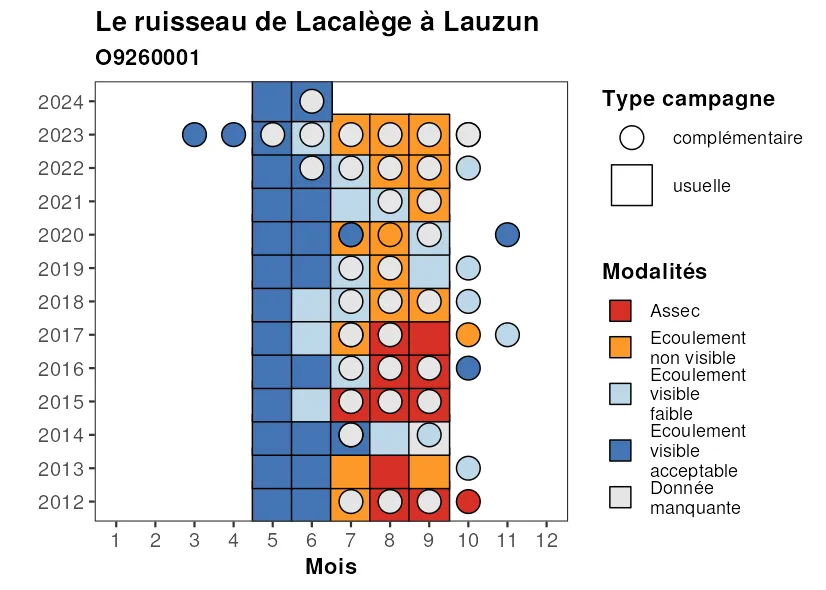 Le ruisseau de Lacalège à Lauzun
O9260001
2024
2023
2022
2021
2020
2019
2018
2017
2016
2015
2014
2013
2012
1 2 3 4 5 6 7 8 9 10 11 12
Mois
Type campagne
complémentaire
usuelle
Modalités
Assec
Ecoulement
non visible
Ecoulement
visible
faible
Ecoulement
visible
acceptable
Donnée
manquante